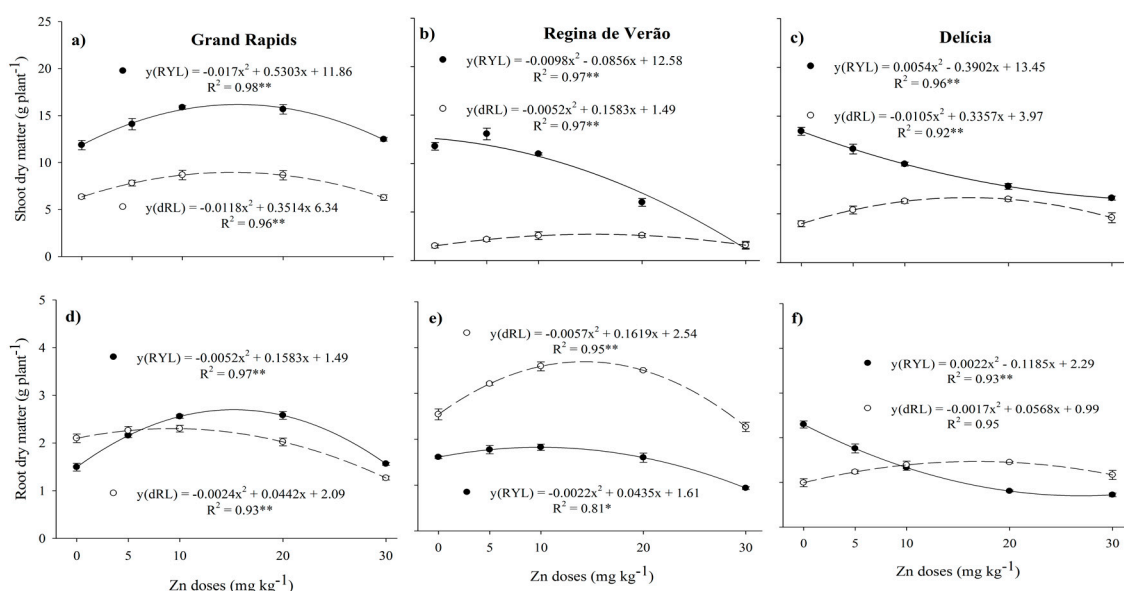 a)
Grand Rapids
y(RYL) = -0.017x² + 0.5303x + 11.86
R² = 0.98**
y(dRL) = -0.0118x² + 0.3514x 6.34
R² = 0.96**
Shoot dry matter (g plant⁻¹)
25
20
15
10
5
0
b)
Regina de Verão
y(RYL) = -0.0098x² - 0.0856x + 12.58
R² = 0.97**
y(dRL) = -0.0052x² + 0.1583x + 1.49
R² = 0.97**
c)
Delícia
y(RYL) = 0.0054x² - 0.3902x + 13.45
R² = 0.96**
y(dRL) = -0.0105x² + 0.3357x + 3.97
R² = 0.92**
d)
y(RYL) = -0.0052x² + 0.1583x + 1.49
R² = 0.97**
y(dRL) = -0.0024x² + 0.0442x + 2.09
R² = 0.93**
Root dry matter (g plant⁻¹)
5
4
3
2
1
0
0 5 10 20 30
Zn doses (mg kg⁻¹)
e)
y(dRL) = -0.0057x² + 0.1619x + 2.54
R² = 0.95**
y(RYL) = -0.0022x² + 0.0435x + 1.61
R² = 0.81*
0 5 10 20 30
Zn doses (mg kg⁻¹)
f)
y(RYL) = 0.0022x² - 0.1185x + 2.29
R² = 0.93**
y(dRL) = -0.0017x² + 0.0568x + 0.99
R² = 0.95
0 5 10 20 30
Zn doses (mg kg⁻¹)